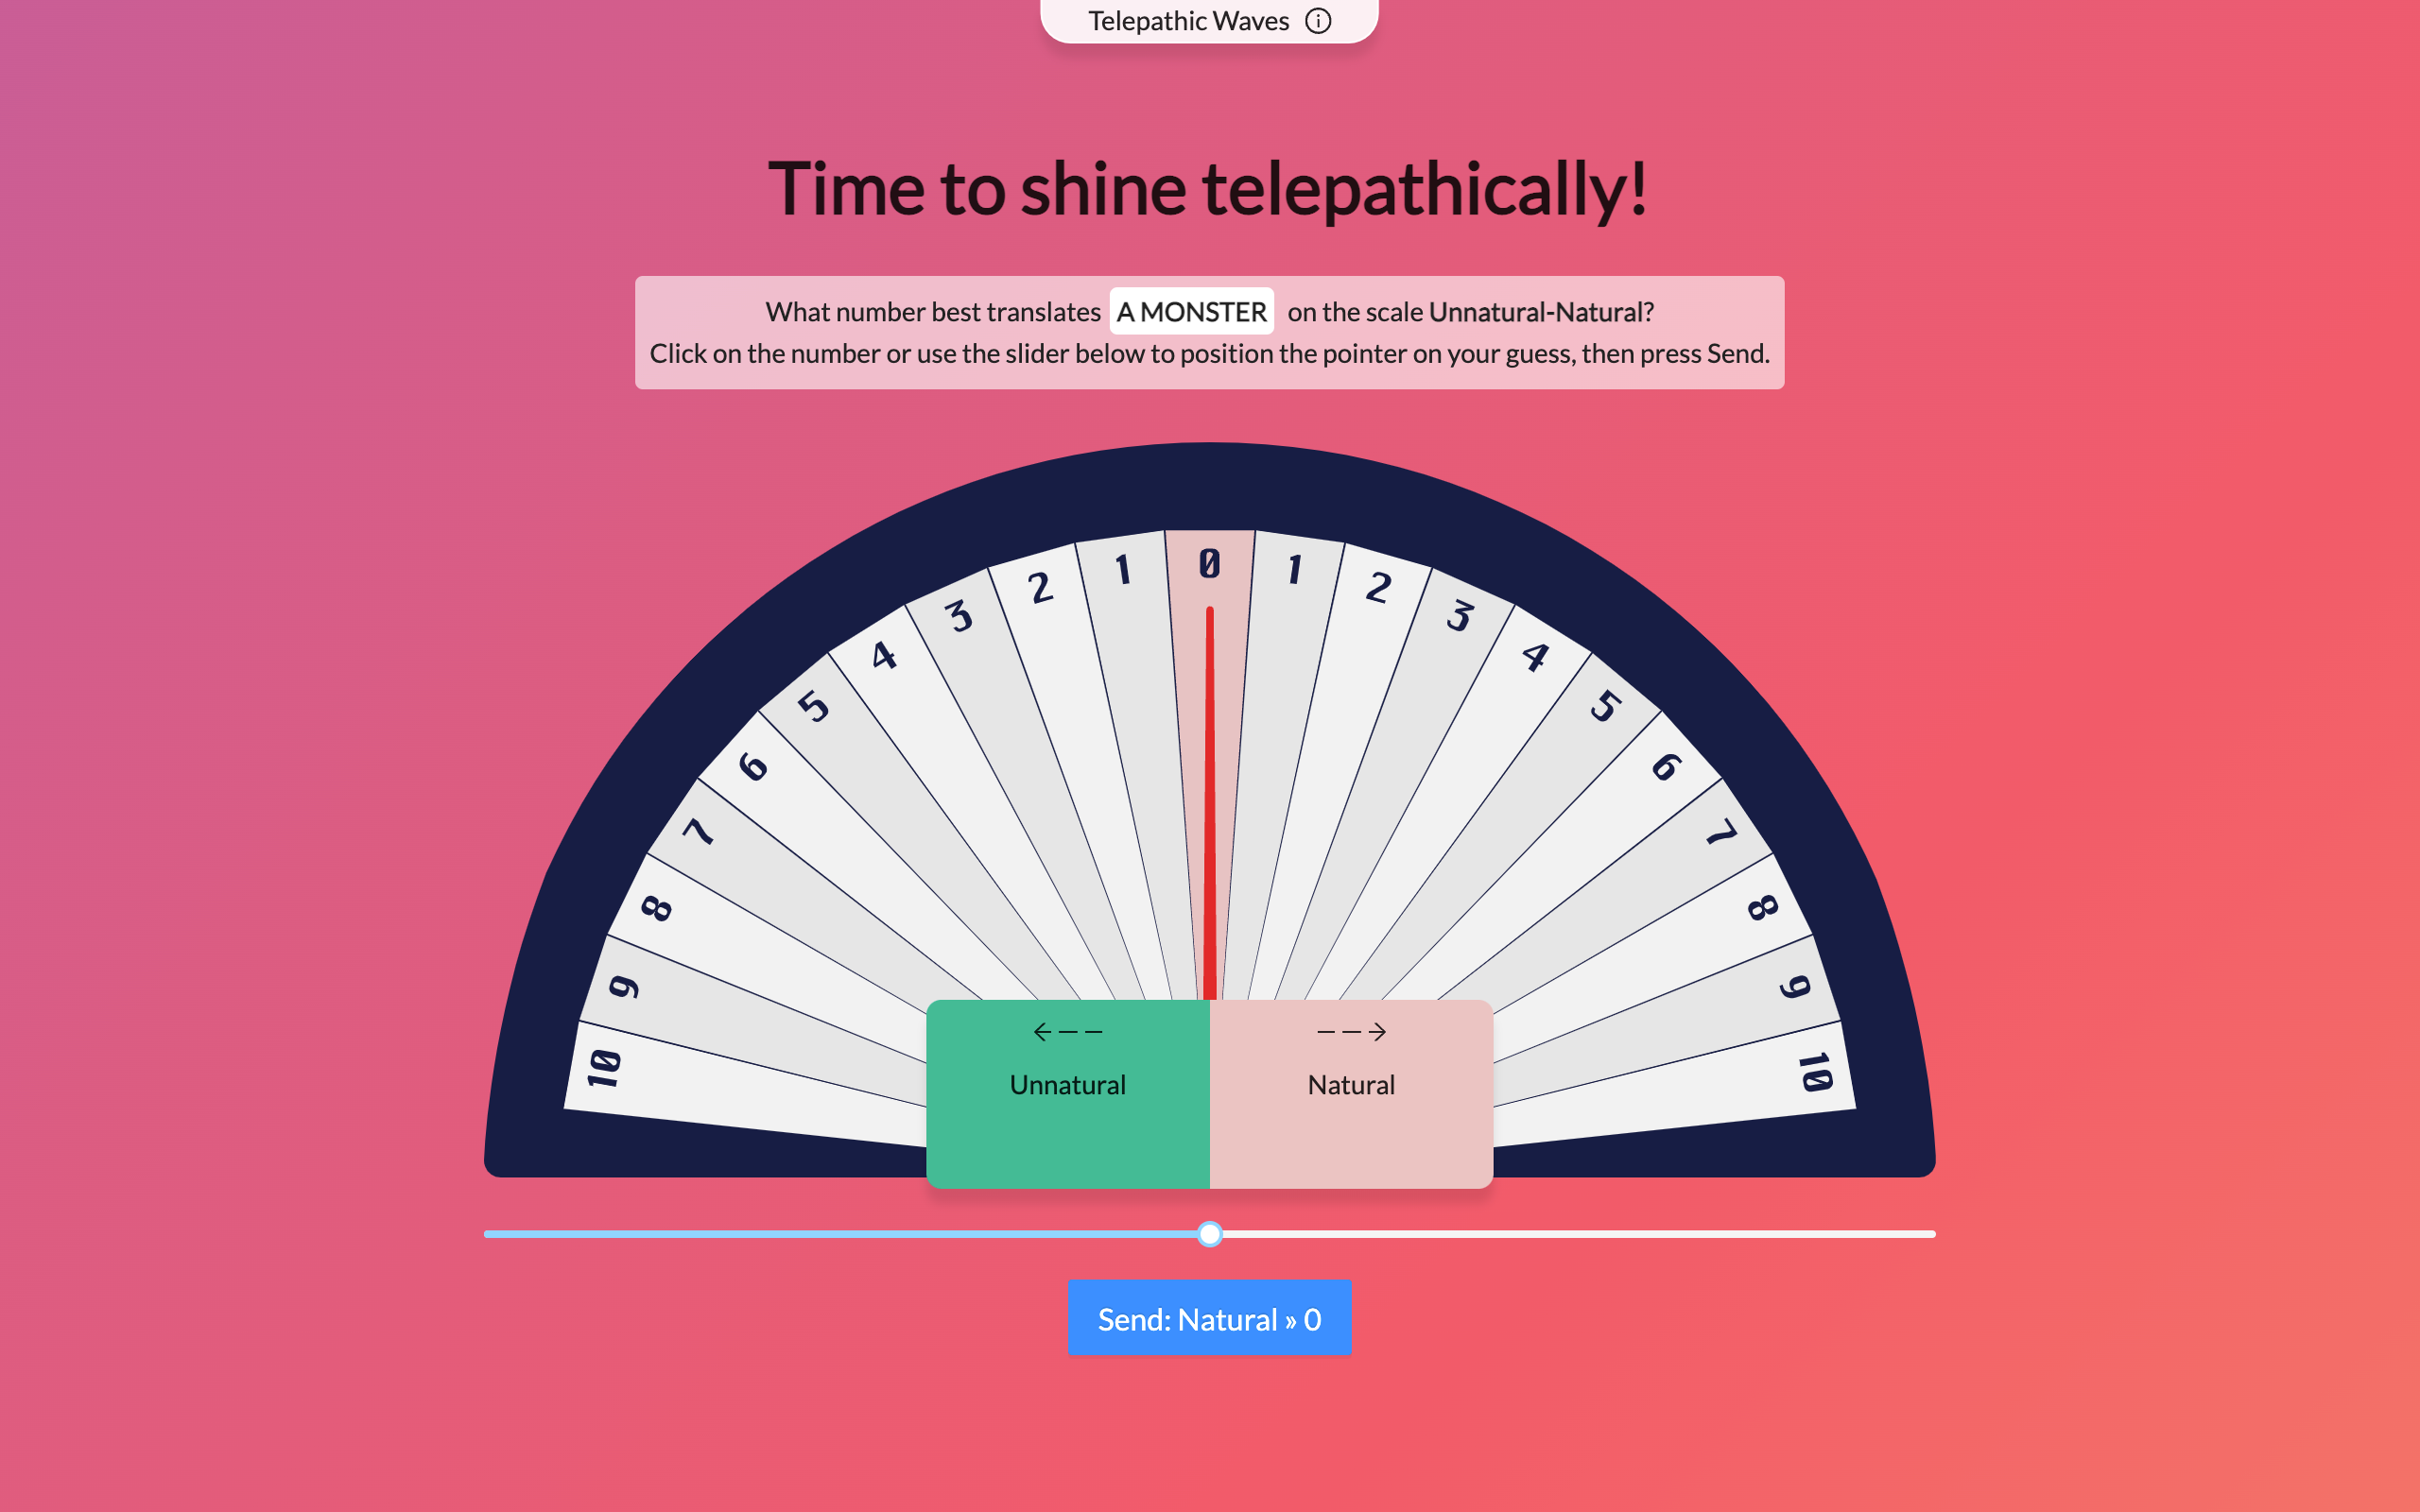 Telepathic Waves
Time to shine telepathically!
What number best translates A MONSTER on the scale Unnatural-Natural?
Click on the number or use the slider below to position the pointer on your guess, then press Send.
10 9 8 7 6 5 4 3 2 1 0 1 2 3 4 5 6 7 8 9 10
Unnatural Natural
Send: Natural » 0